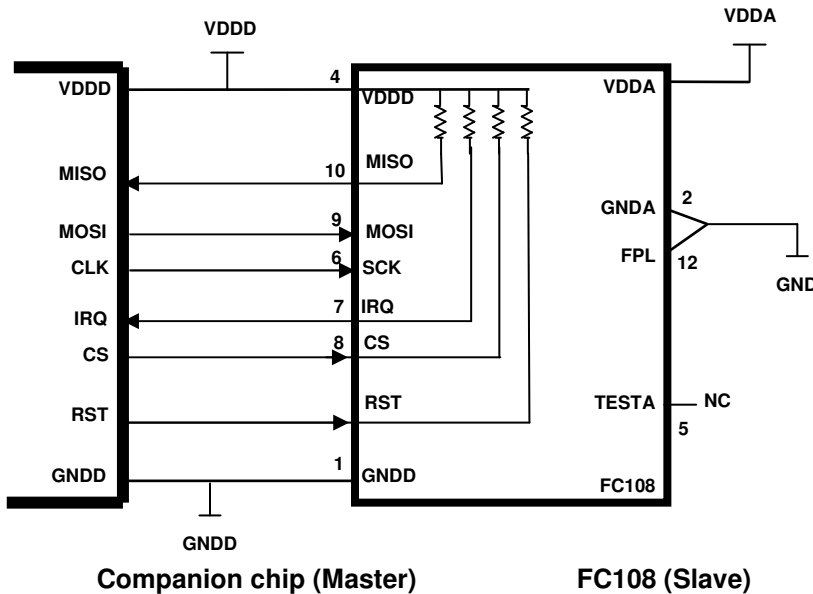 VDDD
VDDA
VDDD
4
VDDD
VDDA
MISO
10
MISO
MOSI
9
MOSI
GNDA
2
CLK
6
SCK
FPL
12
GND
IRQ
7
IRQ
CS
8
CS
RST
RST
TESTA
NC
5
GNDD
1
GNDD
FC108
GNDD
Companion chip (Master)
FC108 (Slave)